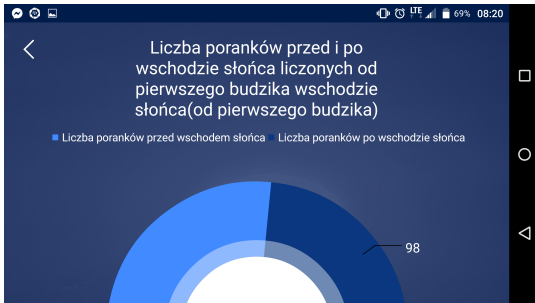 LTE 69% 08:20
Liczba poranków przed i po
wschodzie słońca liczonych od
pierwszego budzika wschodzie
słońca(od pierwszego budzika)
Liczba poranków przed wschodem słońca Liczba poranków po wschodzie słońca
98